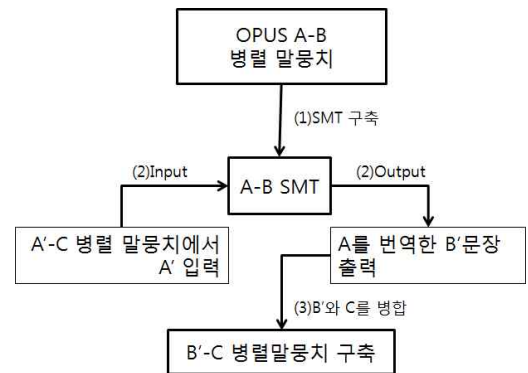 OPUS A-B
병렬 말뭉치
(1)SMT 구축
(2)Input
A-B SMT
(2)Output
A'-C 병렬 말뭉치에서
A' 입력
A를 번역한 B'문장
출력
(3)B'와 C를 병합
B'-C 병렬말뭉치 구축